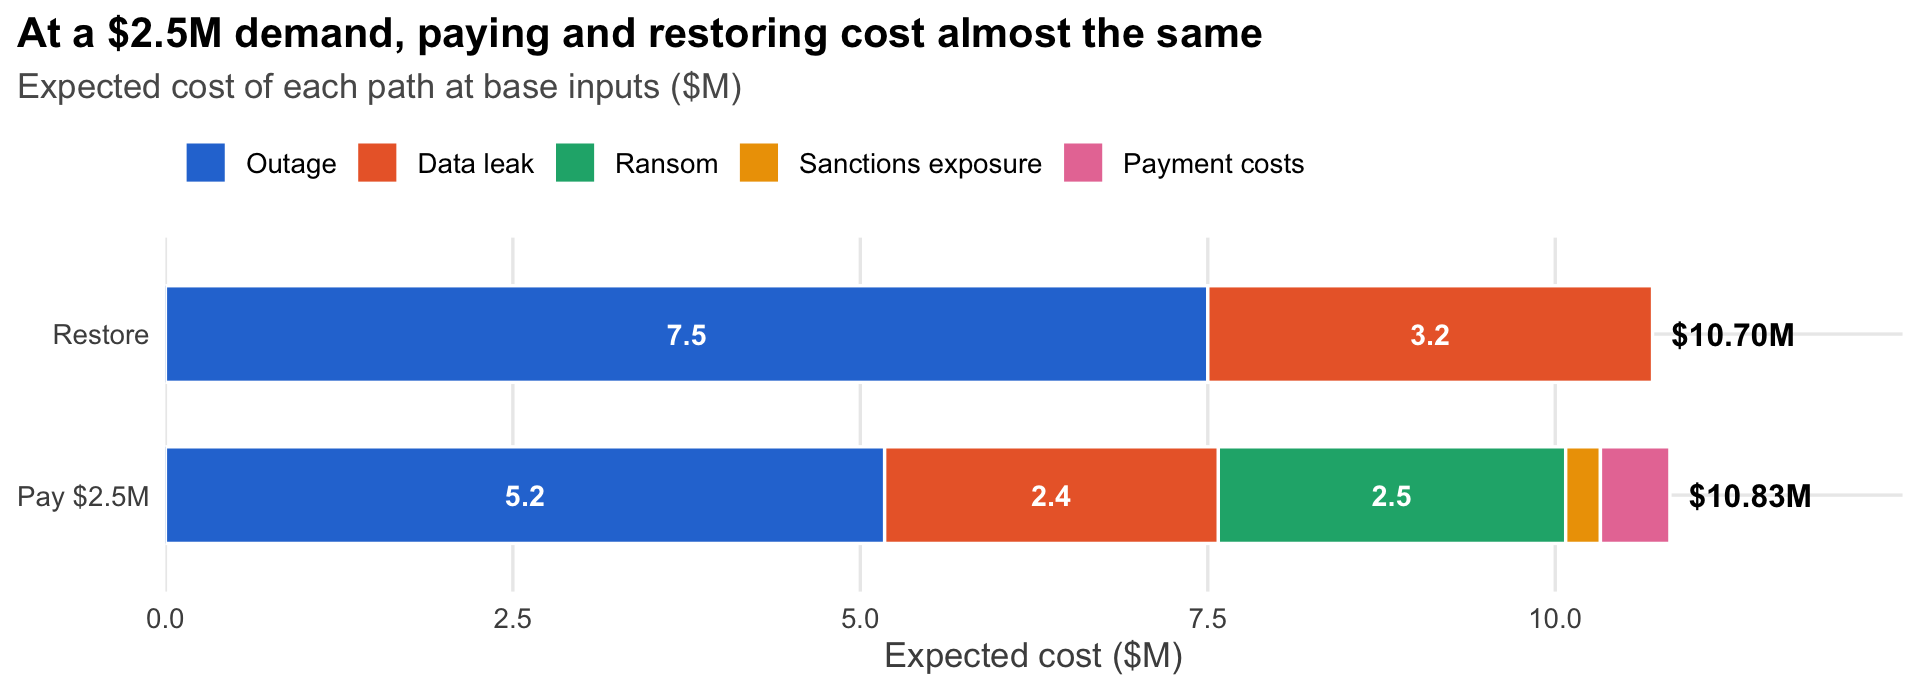 At a $2.5M demand, paying and restoring cost almost the same
Expected cost of each path at base inputs ($M)
Outage Data leak Ransom Sanctions exposure Payment costs
Restore 7.5 3.2 $10.70M
Pay $2.5M 5.2 2.4 2.5 $10.83M
0.0 2.5 5.0 7.5 10.0
Expected cost ($M)